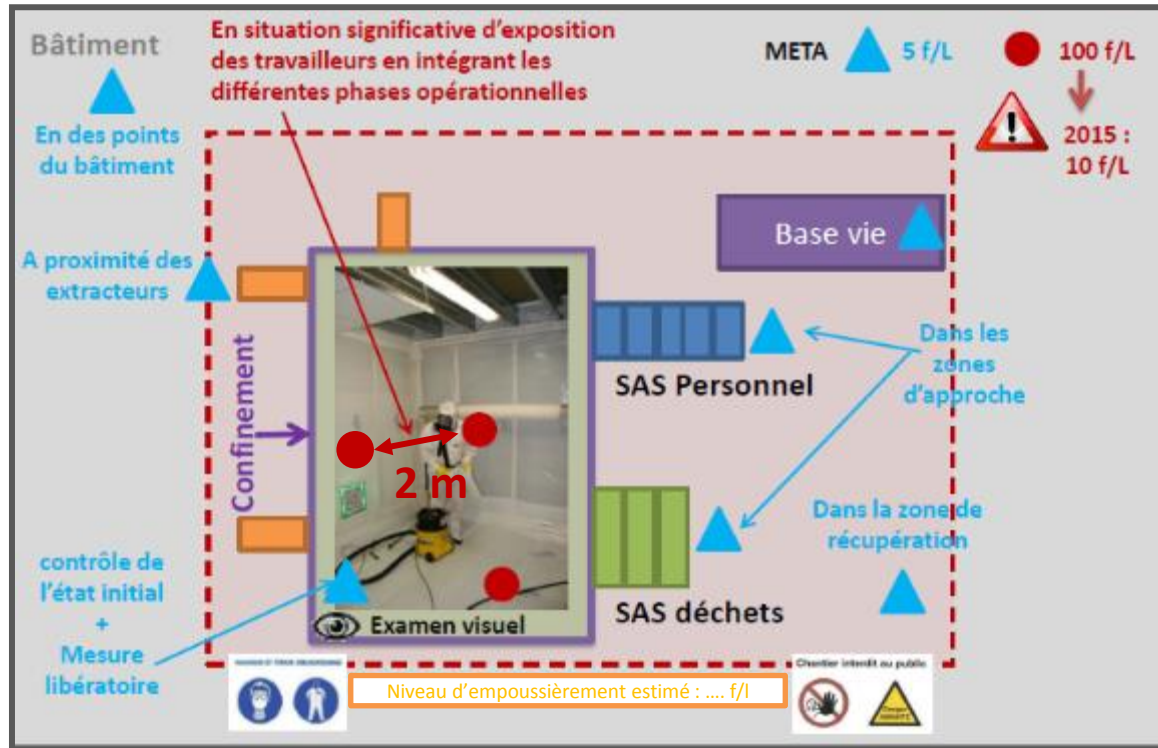 Bâtiment
En des points
du bâtiment
En situation significative d'exposition
des travailleurs en intégrant les
différentes phases opérationnelles
META
5 f/L
100 f/L
2015 :
10 f/L
Base vie
A proximité des
extracteurs
Confinement
2 m
SAS Personnel
Dans les
zones
d'approche
Dans la zone de
récupération
SAS déchets
contrôle de
l'état initial
+
Mesure
libératoire
Examen visuel
Niveau d'empoussièrement estimé : .... f/l
Chantier interdit au public